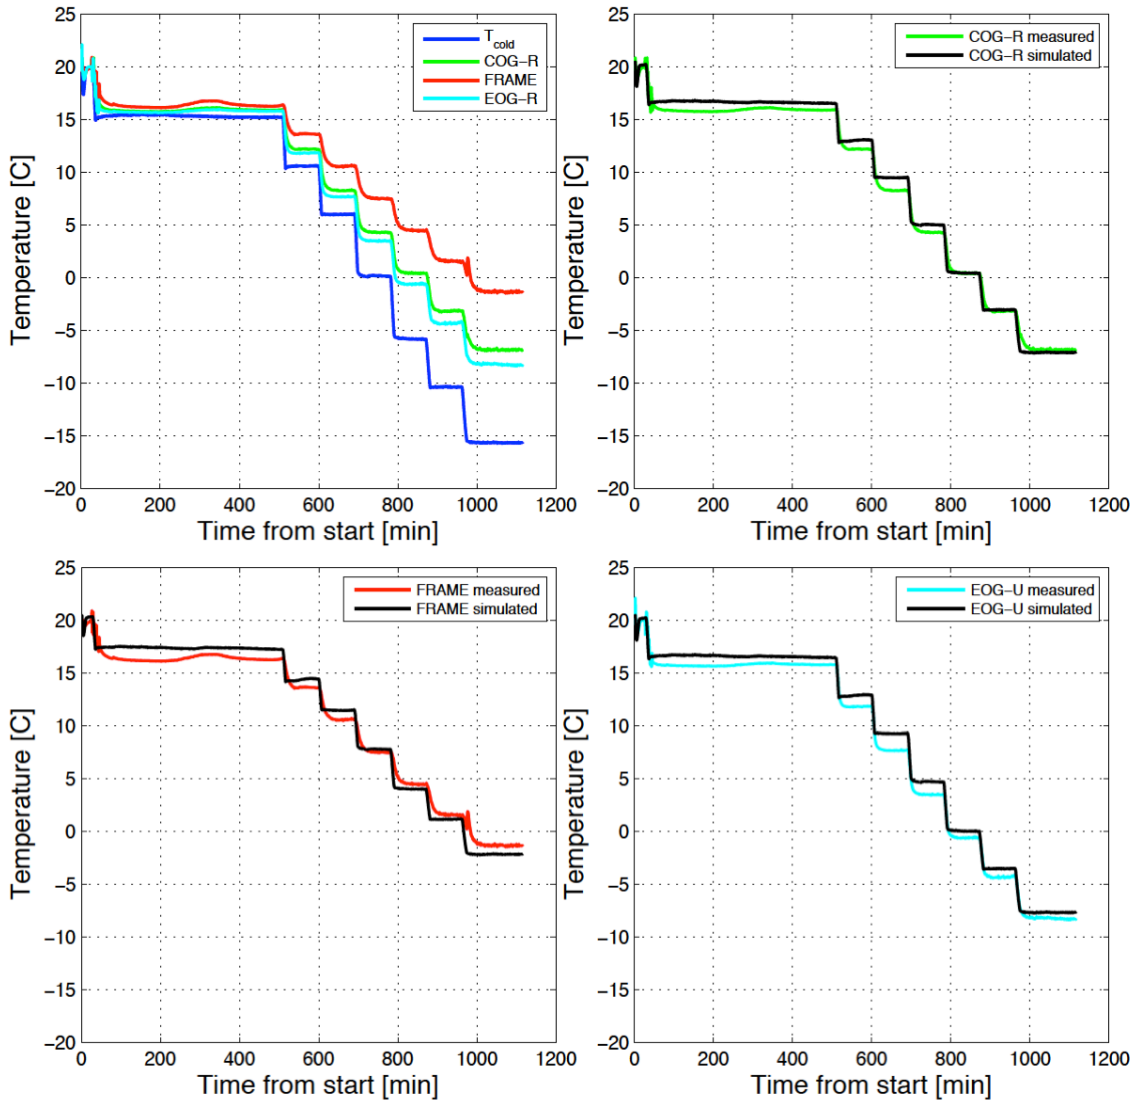 25
20
15
10
5
0
−5
−10
−15
−20
Temperature [C]
0 200 400 600 800 1000 1200
Time from start [min]
T_cold
COG−R
FRAME
EOG−R
25
20
15
10
5
0
−5
−10
−15
−20
Temperature [C]
0 200 400 600 800 1000 1200
Time from start [min]
COG−R measured
COG−R simulated
25
20
15
10
5
0
−5
−10
−15
−20
Temperature [C]
0 200 400 600 800 1000 1200
Time from start [min]
FRAME measured
FRAME simulated
25
20
15
10
5
0
−5
−10
−15
−20
Temperature [C]
0 200 400 600 800 1000 1200
Time from start [min]
EOG−U measured
EOG−U simulated